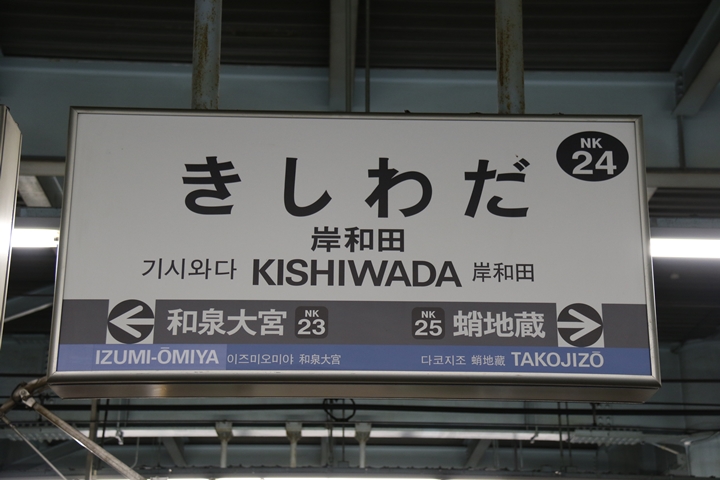 NK
24
きしわだ
岸和田
기시와다 KISHIWADA 岸和田
和泉大宮 NK 23 NK 25 蛸地蔵
IZUMI-ŌMIYA 이즈미오미야 和泉大宮 다코지조 蛸地藏 TAKOJIZŌ